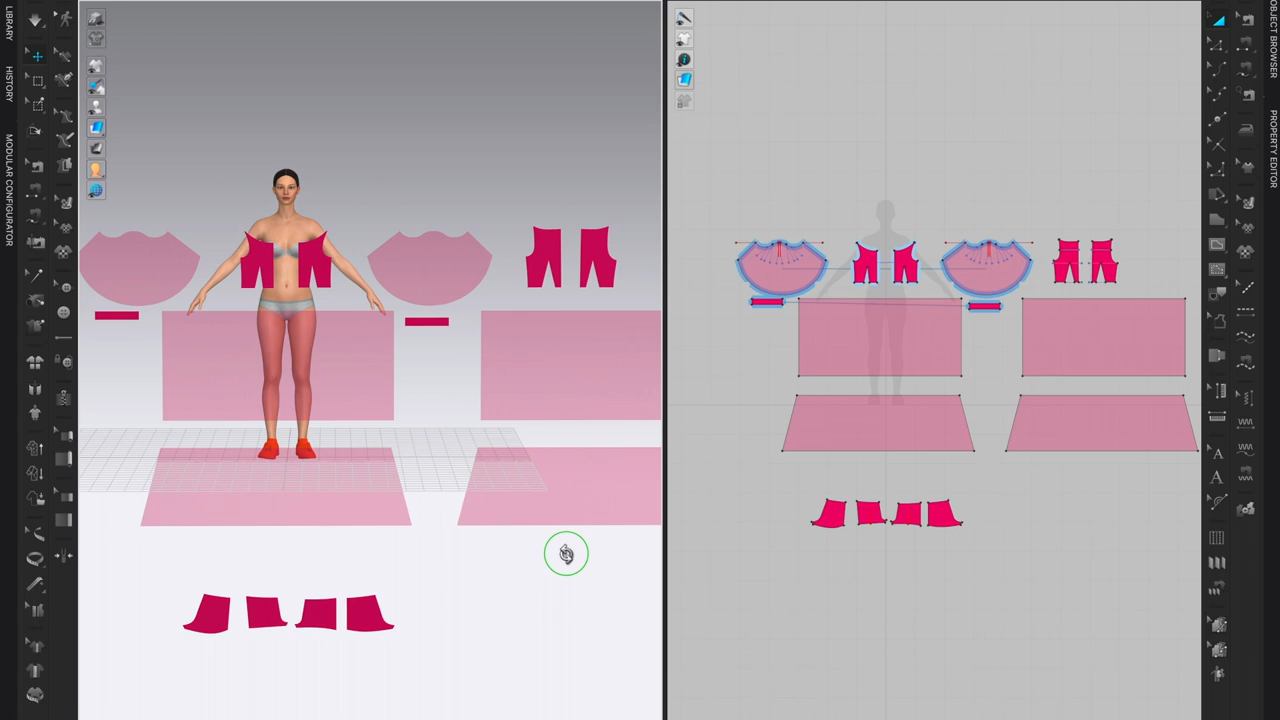 LIBRARY
HISTORY
MODULAR CONFIGURATOR
OBJECT BROWSER
PROPERTY EDITOR
A
A